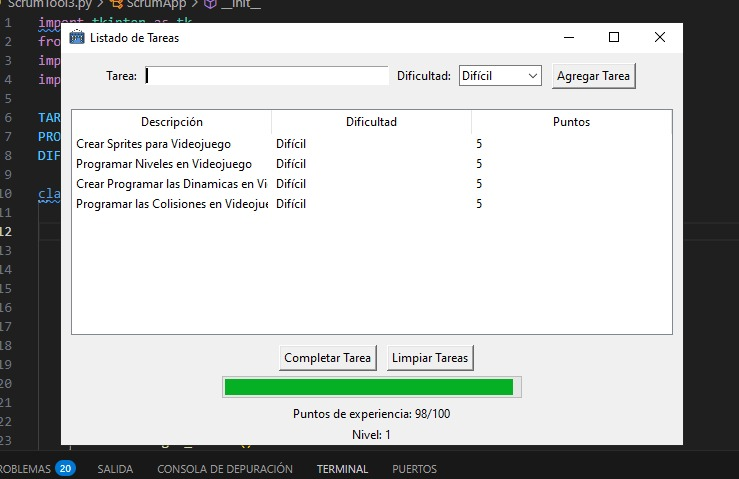 ScrumTool3.py > ScrumApp > __init__
1 import tkinter as tk
Listado de Tareas
2 fro
3 imp
4 imp
Tarea: Dificultad: Difícil Agregar Tarea
5
6 TAR
7 PRO
8 DIF
9
10 cla
11
12
13
14
15
16
17
18
19
20
21
22
23
Descripción Dificultad Puntos
Crear Sprites para Videojuego Difícil 5
Programar Niveles en Videojuego Difícil 5
Crear Programar las Dinamicas en Vi Difícil 5
Programar las Colisiones en Videojue Difícil 5
Completar Tarea Limpiar Tareas
Puntos de experiencia: 98/100
Nivel: 1
ROBLEMAS 20 SALIDA CONSOLA DE DEPURACIÓN TERMINAL PUERTOS